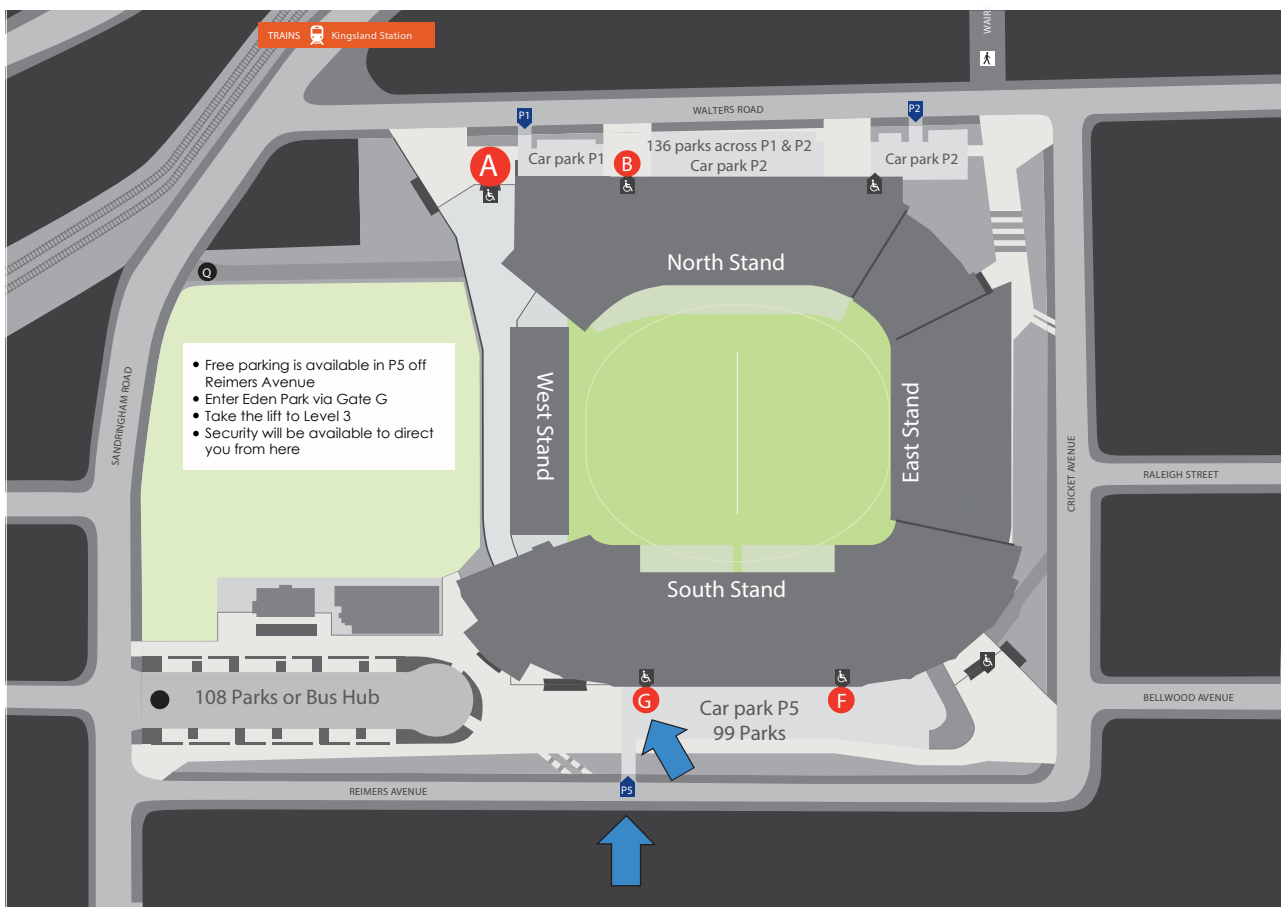 TRAINS Kingsland Station
WAIR
WALTERS ROAD
P1
P2
136 parks across P1 & P2
Car park P1
Car park P2
Car park P2
A
B
North Stand
Q
• Free parking is available in P5 off
Reimers Avenue
• Enter Eden Park via Gate G
• Take the lift to Level 3
• Security will be available to direct
you from here
SANDRINGHAM ROAD
West Stand
East Stand
CRICKET AVENUE
RALEIGH STREET
South Stand
108 Parks or Bus Hub
G
F
Car park P5
99 Parks
BELLWOOD AVENUE
REIMERS AVENUE
P5